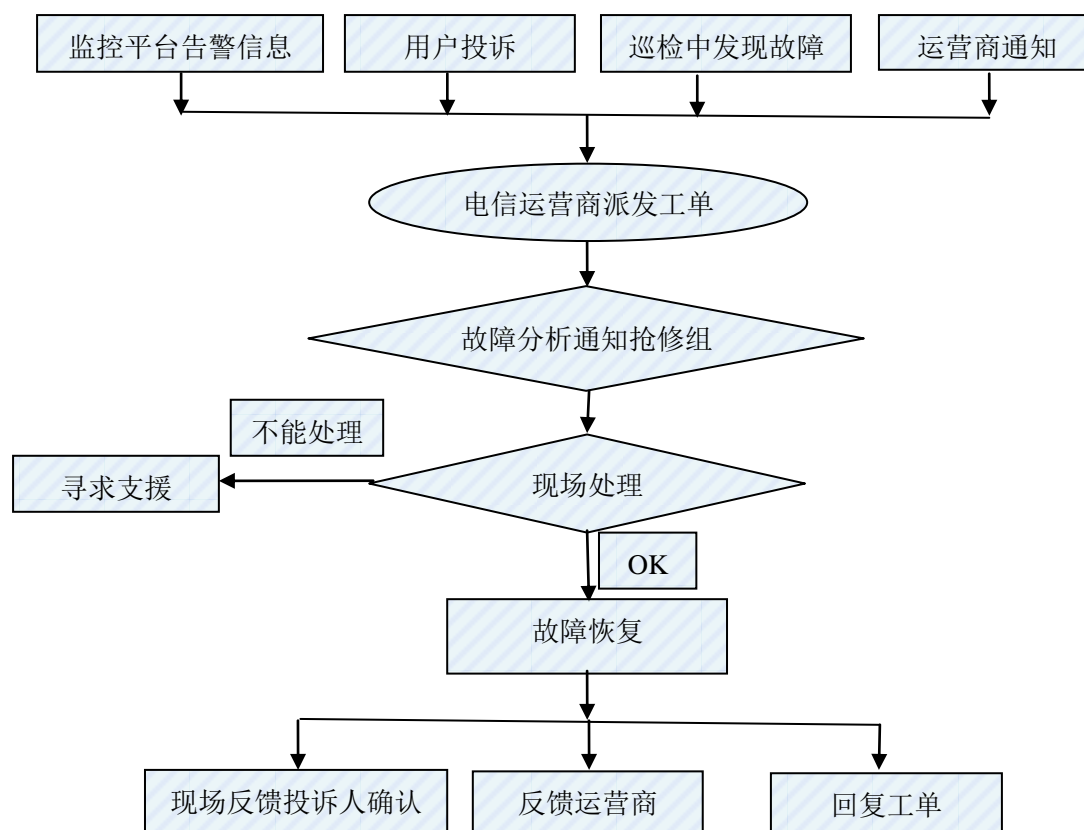 监控平台告警信息
用户投诉
巡检中发现故障
运营商通知
电信运营商派发工单
故障分析通知抢修组
不能处理
寻求支援
现场处理
OK
故障恢复
现场反馈投诉人确认
反馈运营商
回复工单